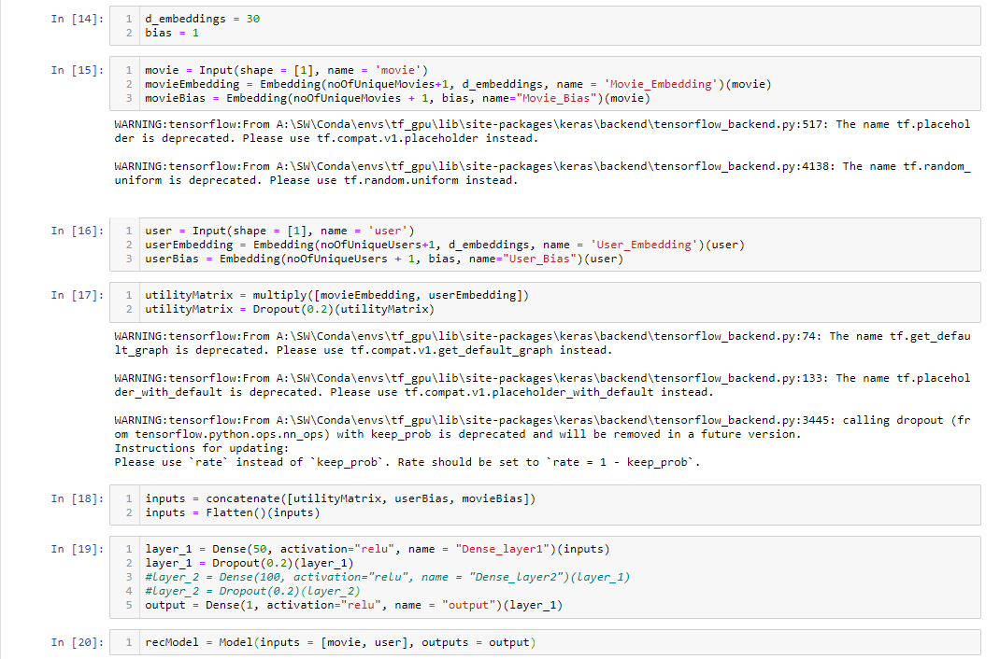 In [14]:
1 d_embeddings = 30
2 bias = 1
In [15]:
1 movie = Input(shape = [1], name = 'movie')
2 movieEmbedding = Embedding(noOfUniqueMovies+1, d_embeddings, name = 'Movie_Embedding')(movie)
3 movieBias = Embedding(noOfUniqueMovies + 1, bias, name="Movie_Bias")(movie)
WARNING:tensorflow:From A:\SW\Conda\envs\tf_gpu\lib\site-packages\keras\backend\tensorflow_backend.py:517: The name tf.placehol
der is deprecated. Please use tf.compat.v1.placeholder instead.
WARNING:tensorflow:From A:\SW\Conda\envs\tf_gpu\lib\site-packages\keras\backend\tensorflow_backend.py:4138: The name tf.random_
uniform is deprecated. Please use tf.random.uniform instead.
In [16]:
1 user = Input(shape = [1], name = 'user')
2 userEmbedding = Embedding(noOfUniqueUsers+1, d_embeddings, name = 'User_Embedding')(user)
3 userBias = Embedding(noOfUniqueUsers + 1, bias, name="User_Bias")(user)
In [17]:
1 utilityMatrix = multiply([movieEmbedding, userEmbedding])
2 utilityMatrix = Dropout(0.2)(utilityMatrix)
WARNING:tensorflow:From A:\SW\Conda\envs\tf_gpu\lib\site-packages\keras\backend\tensorflow_backend.py:74: The name tf.get_defau
lt_graph is deprecated. Please use tf.compat.v1.get_default_graph instead.
WARNING:tensorflow:From A:\SW\Conda\envs\tf_gpu\lib\site-packages\keras\backend\tensorflow_backend.py:133: The name tf.placehol
der_with_default is deprecated. Please use tf.compat.v1.placeholder_with_default instead.
WARNING:tensorflow:From A:\SW\Conda\envs\tf_gpu\lib\site-packages\keras\backend\tensorflow_backend.py:3445: calling dropout (fr
om tensorflow.python.ops.nn_ops) with keep_prob is deprecated and will be removed in a future version.
Instructions for updating:
Please use `rate` instead of `keep_prob`. Rate should be set to `rate = 1 - keep_prob`.
In [18]:
1 inputs = concatenate([utilityMatrix, userBias, movieBias])
2 inputs = Flatten()(inputs)
In [19]:
1 layer_1 = Dense(50, activation="relu", name = "Dense_layer1")(inputs)
2 layer_1 = Dropout(0.2)(layer_1)
3 #layer_2 = Dense(100, activation="relu", name = "Dense_layer2")(layer_1)
4 #layer_2 = Dropout(0.2)(layer_2)
5 output = Dense(1, activation="relu", name = "output")(layer_1)
In [20]:
1 recModel = Model(inputs = [movie, user], outputs = output)